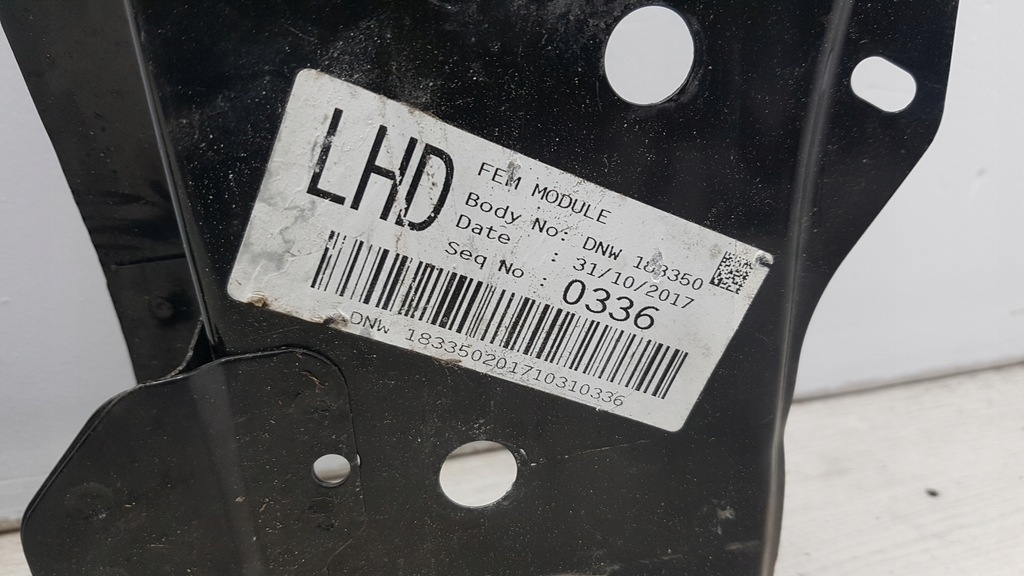 LHD
FEM MODULE
Body No: DNW 183350
Date : 31/10/2017
Seq No : 0336
DNW 183350201710310336